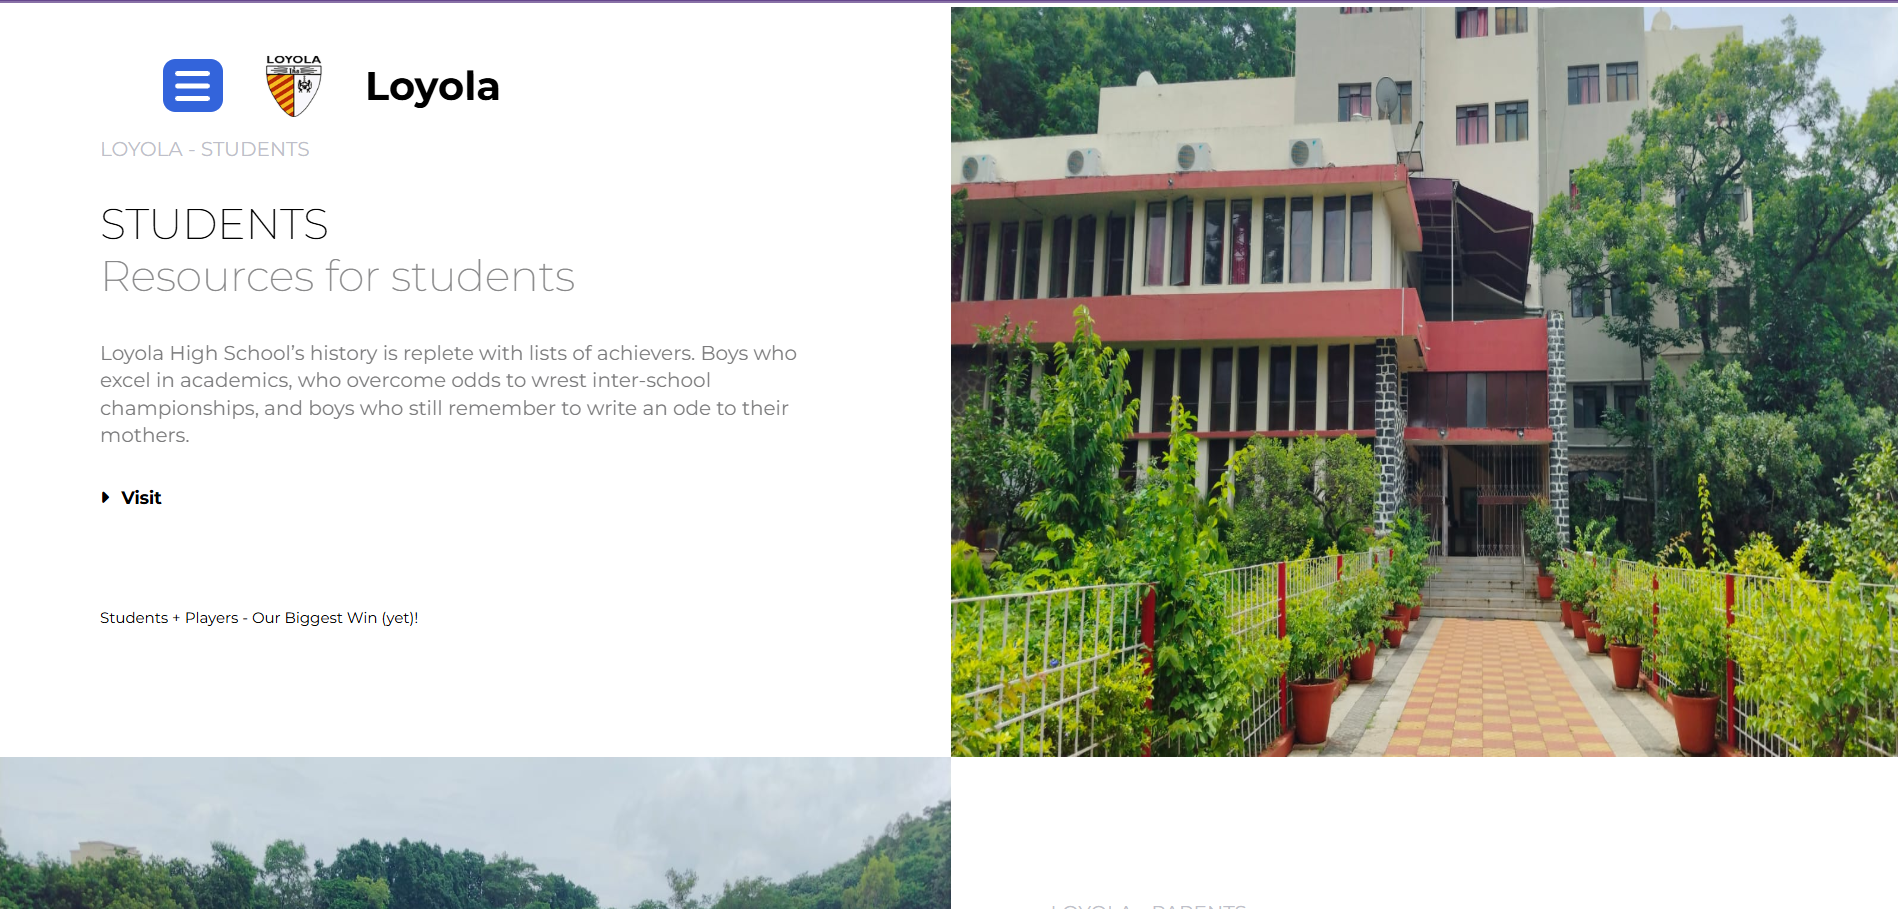 LOYOLA
Loyola
LOYOLA - STUDENTS
STUDENTS
Resources for students
Loyola High School’s history is replete with lists of achievers. Boys who
excel in academics, who overcome odds to wrest inter-school
championships, and boys who still remember to write an ode to their
mothers.
Visit
Students + Players - Our Biggest Win (yet)!
LOYOLA - PARENTS